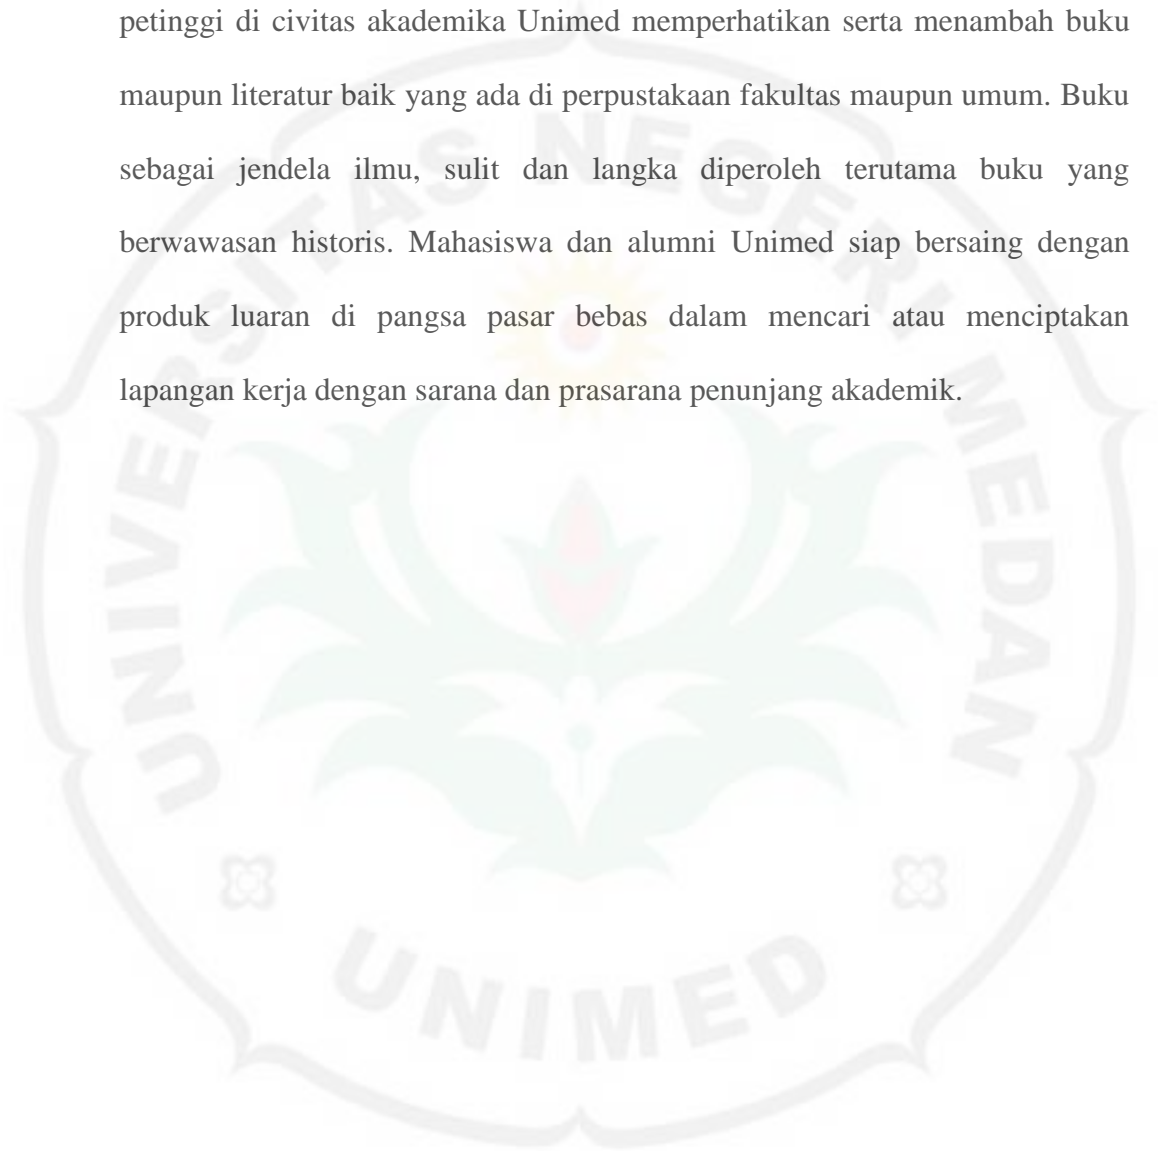 petinggi di civitas akademika Unimed memperhatikan serta menambah buku
maupun literatur baik yang ada di perpustakaan fakultas maupun umum. Buku
sebagai jendela ilmu, sulit dan langka diperoleh terutama buku yang
berwawasan historis. Mahasiswa dan alumni Unimed siap bersaing dengan
produk luaran di pangsa pasar bebas dalam mencari atau menciptakan
lapangan kerja dengan sarana dan prasarana penunjang akademik.
UNIVERSITAS NEGERI MEDAN
UNIMED